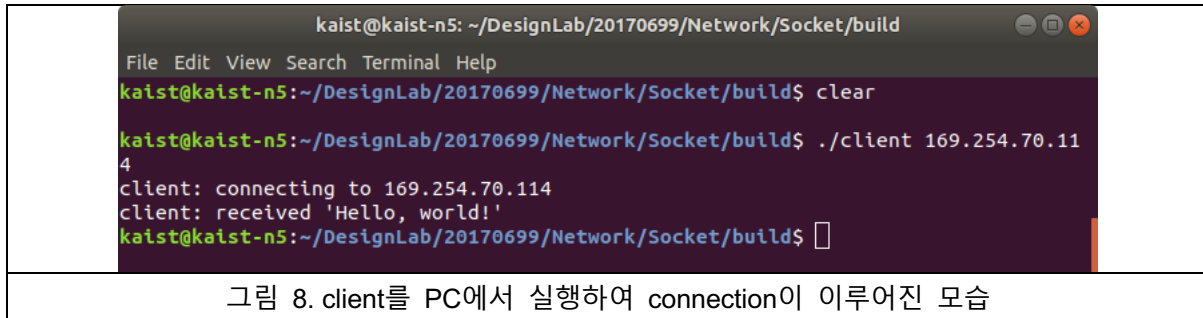 kaist@kaist-n5: ~/DesignLab/20170699/Network/Socket/build
File Edit View Search Terminal Help
kaist@kaist-n5:~/DesignLab/20170699/Network/Socket/build$ clear
kaist@kaist-n5:~/DesignLab/20170699/Network/Socket/build$ ./client 169.254.70.11
4
client: connecting to 169.254.70.114
client: received 'Hello, world!'
kaist@kaist-n5:~/DesignLab/20170699/Network/Socket/build$
그림 8. client를 PC에서 실행하여 connection이 이루어진 모습